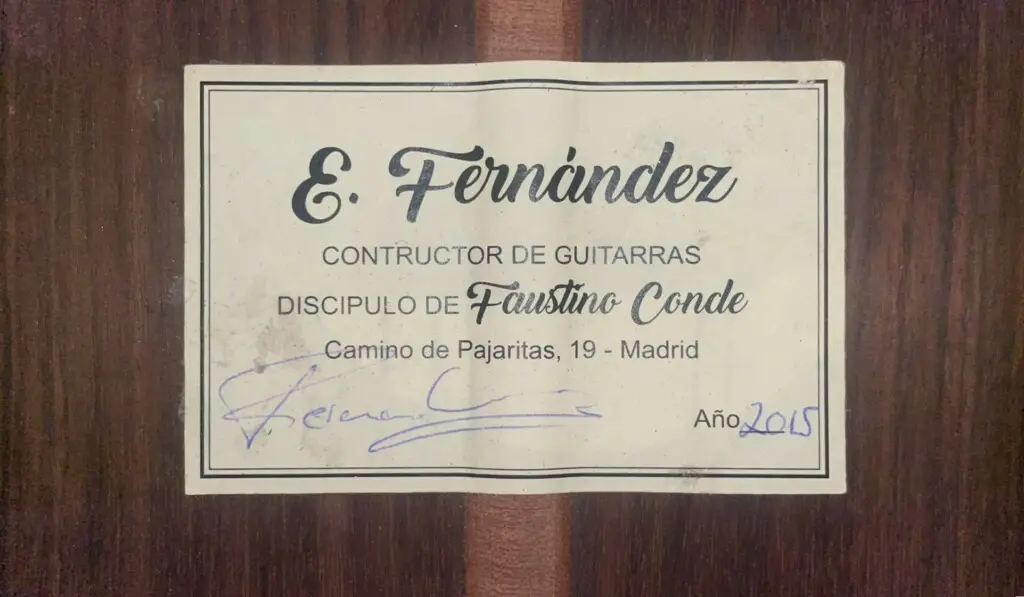 E. Fernández
CONTRUCTOR DE GUITARRAS
DISCIPULO DE Faustino Conde
Camino de Pajaritas, 19 - Madrid
Año 2015